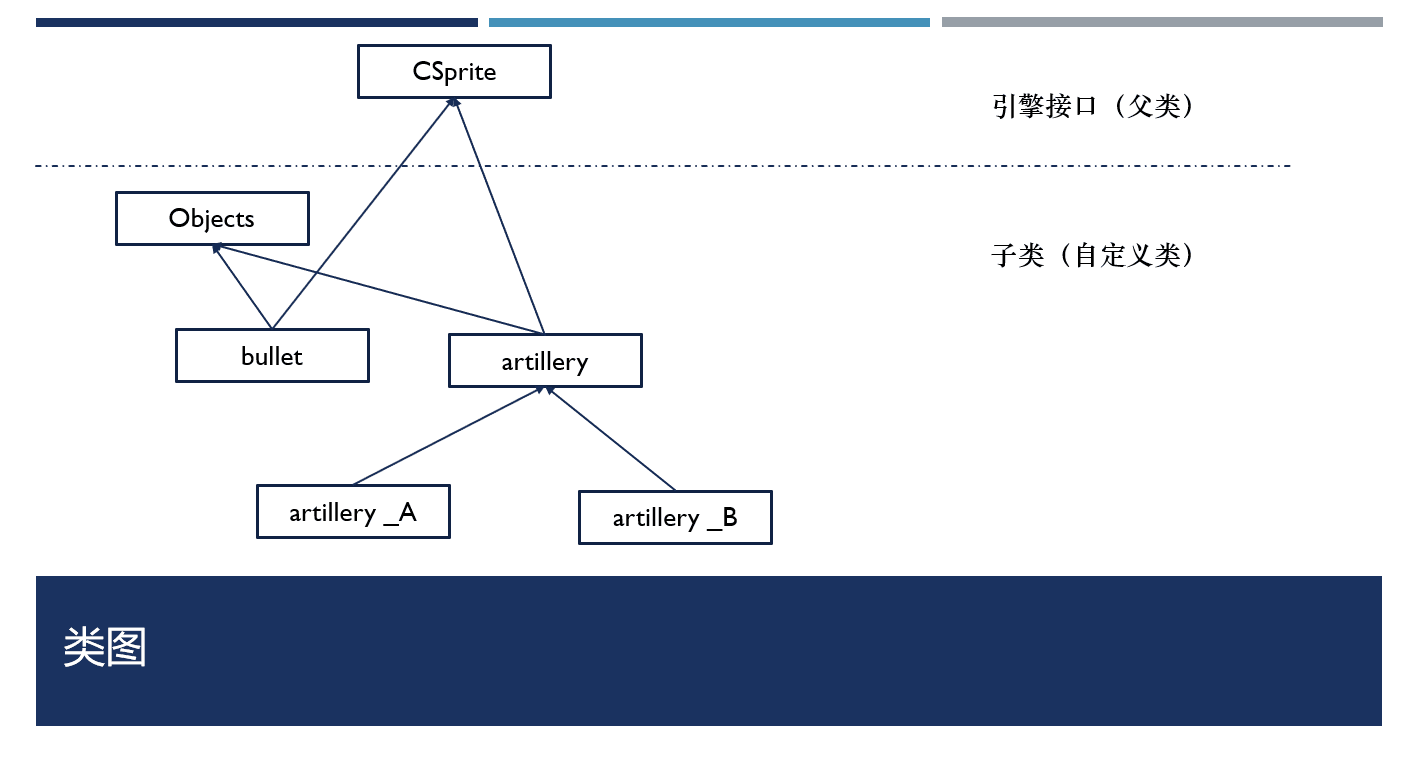 CSprite
引擎接口（父类）
Objects
子类（自定义类）
bullet
artillery
artillery _A
artillery _B
类图